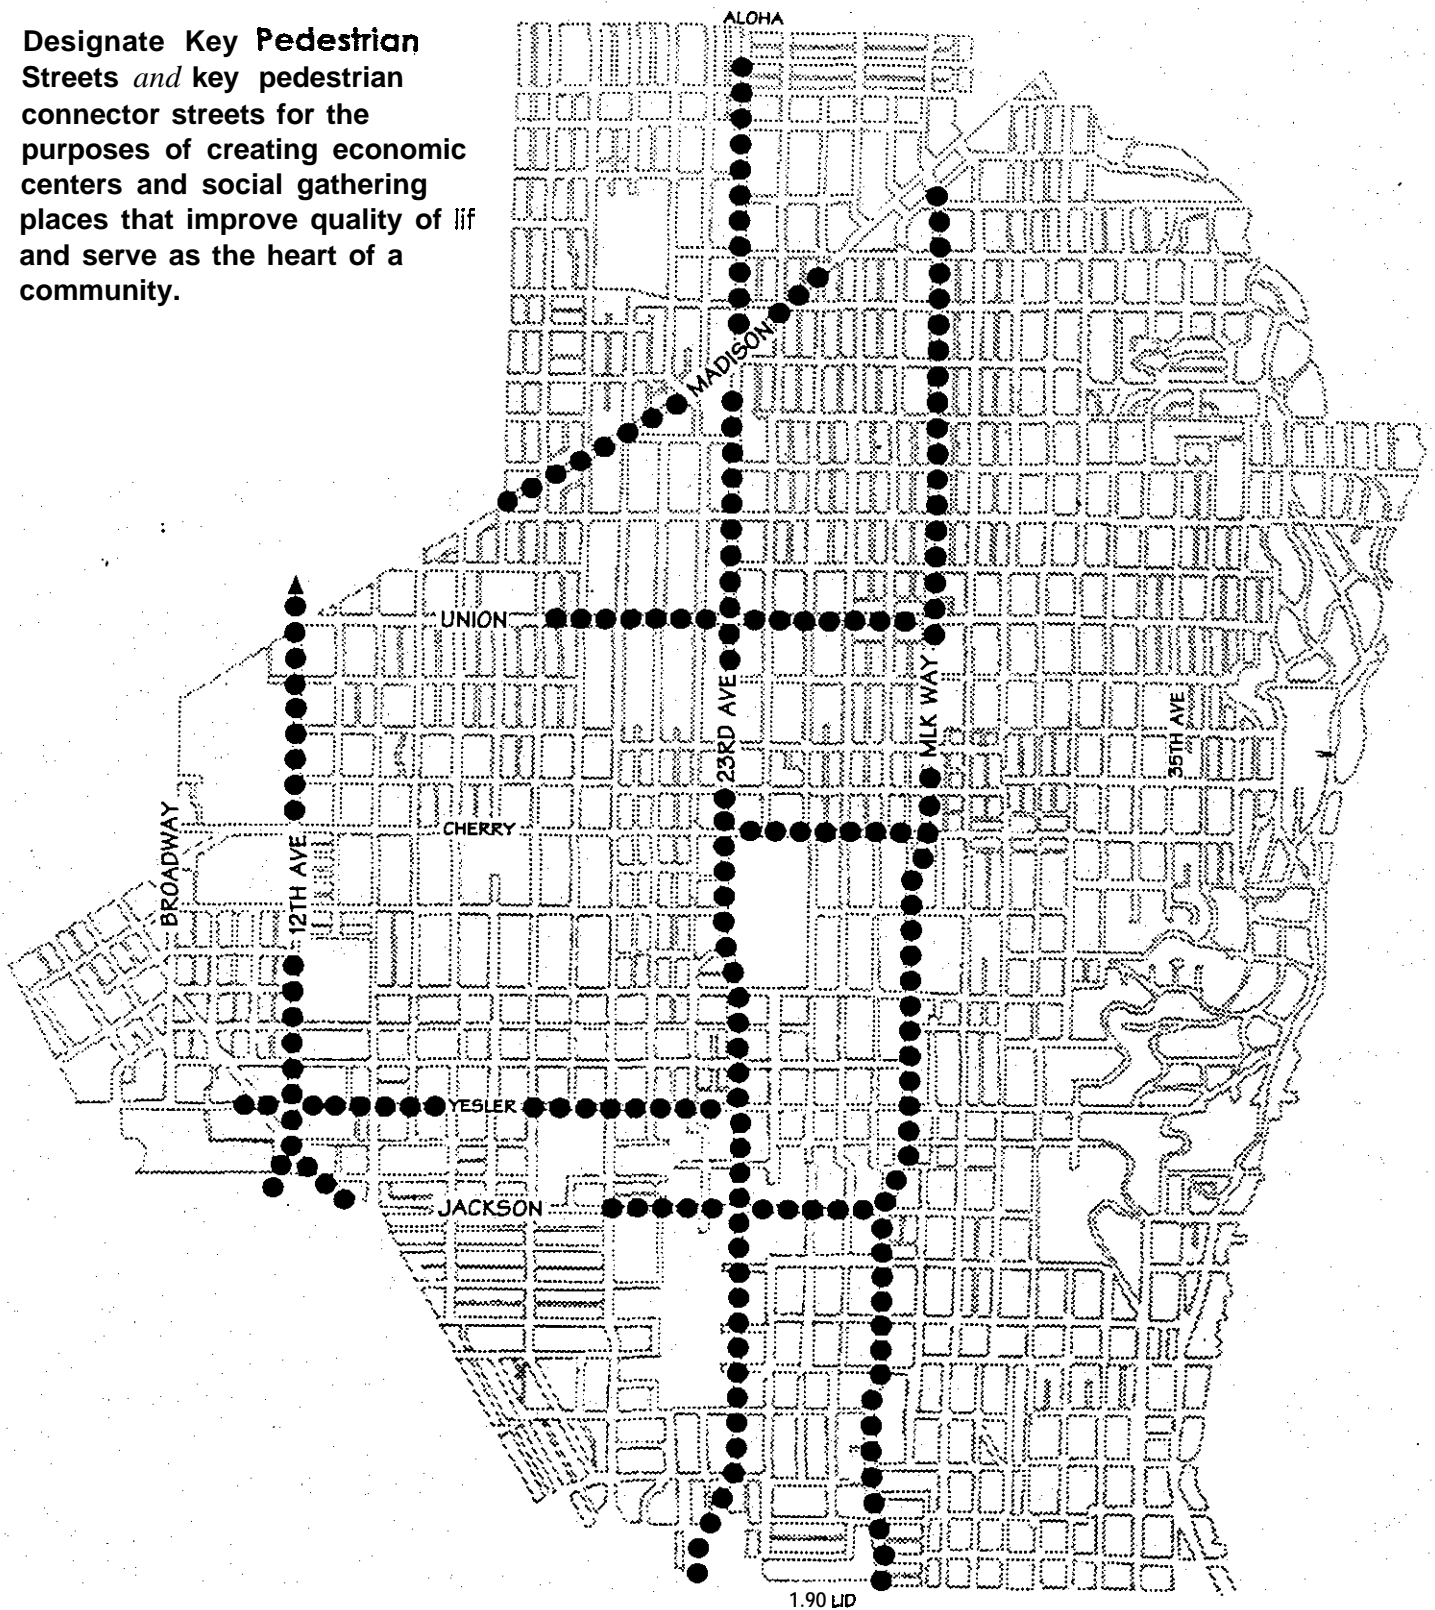 Designate Key Pedestrian
Streets and key pedestrian
connector streets for the
purposes of creating economic
centers and social gathering
places that improve quality of lif
and serve as the heart of a
community.
ALOHA
MADISON
UNION
23RD AVE
MLK WAY
35TH AVE
BROADWAY
12TH AVE
CHERRY
YESLER
JACKSON
1.90